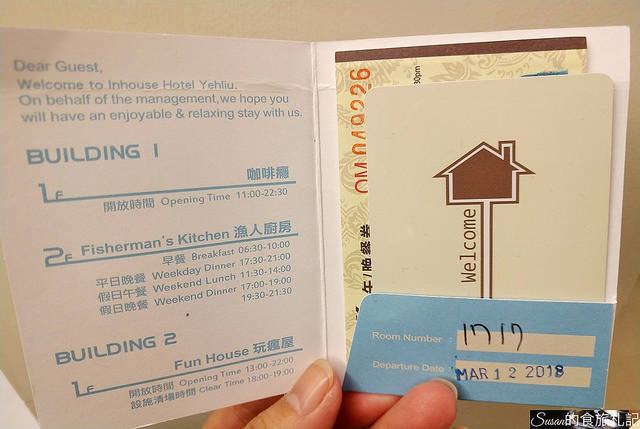 Dear Guest,
Welcome to Inhouse Hotel Yehliu.
On behalf of the management,we hope you
will have an enjoyable & relaxing stay with us.
BUILDING 1
1F 咖啡癮
開放時間 Opening Time 11:00-22:30
2F Fisherman's Kitchen 漁人廚房
早餐 Breakfast 06:30-10:00
平日晚餐 Weekday Dinner 17:30-21:00
假日午餐 Weekend Lunch 11:30-14:00
假日晚餐 Weekend Dinner 17:00-19:00
19:30-21:30
BUILDING 2
1F Fun House 玩瘋屋
開放時間 Opening Time 13:00-22:00
設施清場時間 Clear Time 18:00-19:00
30pm
午/晚餐券
Welcome
Room Number : 1717
Departure Date : MAR 12 2018
Susan的食旅札記